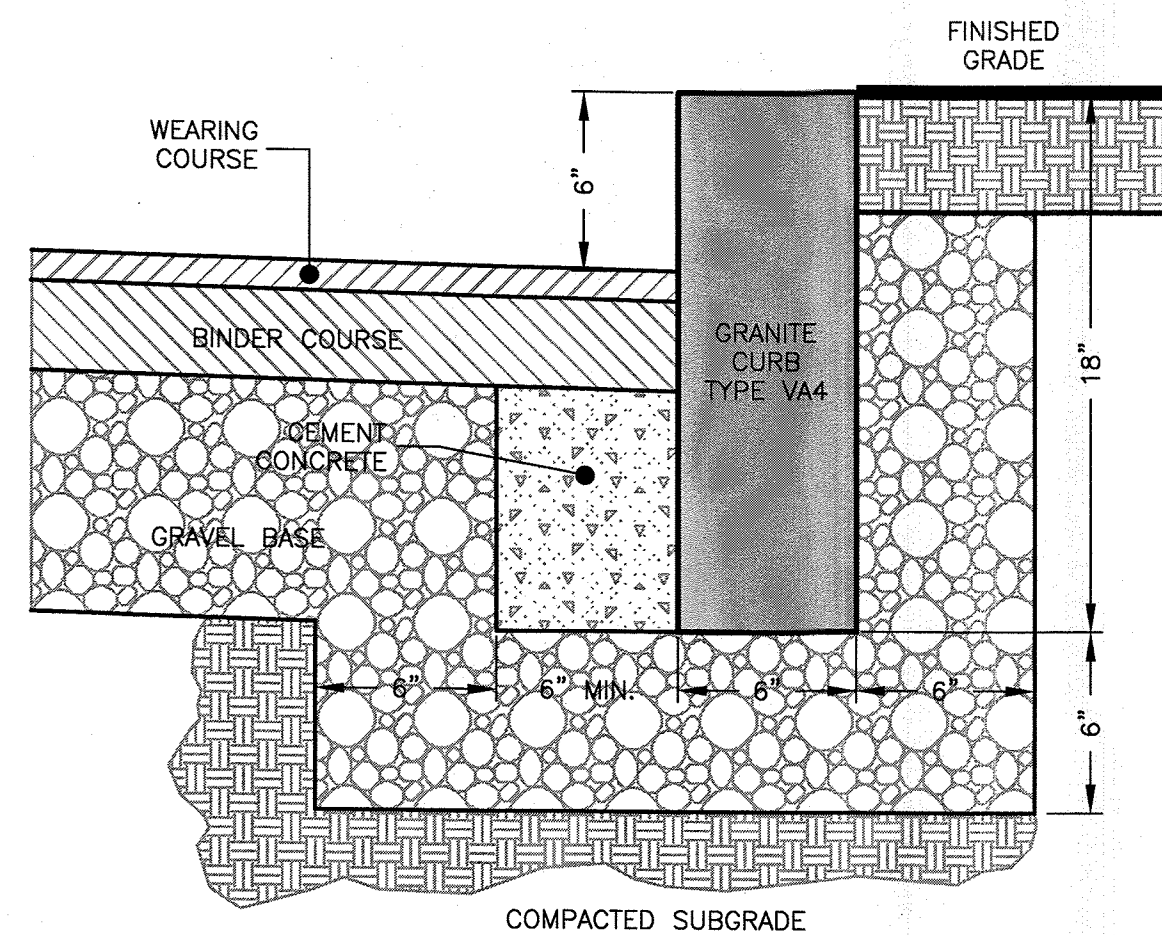 FINISHED
GRADE
WEARING
COURSE
6"
BINDER COURSE
GRANITE
CURB
TYPE VA4
18"
CEMENT
CONCRETE
GRAVEL BASE
6"
6" MIN.
6"
6"
6"
COMPACTED SUBGRADE